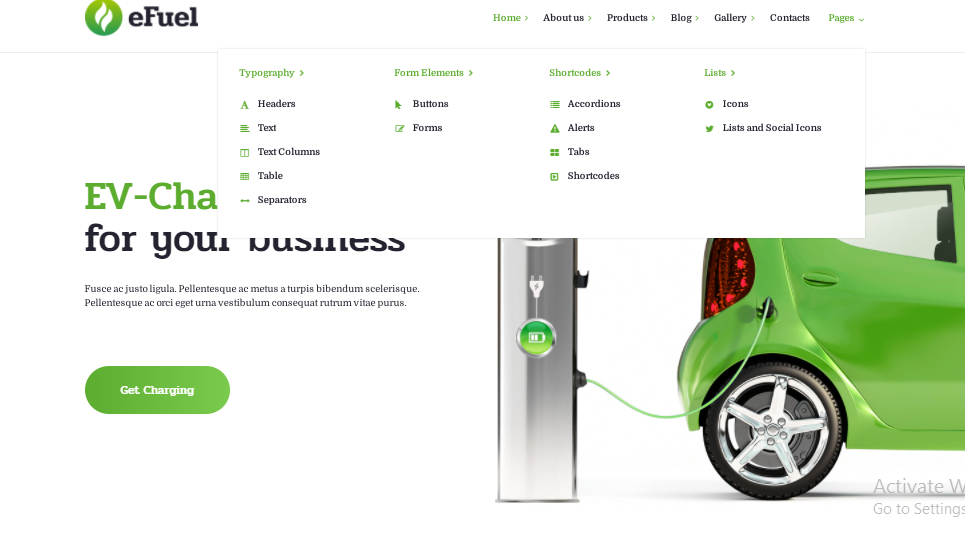 eFuel
Home About us Products Blog Gallery Contacts Pages
Typography Form Elements Shortcodes Lists
Headers Buttons Accordions Icons
Text Forms Alerts Lists and Social Icons
Text Columns Tabs
Table Shortcodes
Separators
EV-Cha
for your business
Fusce ac justo ligula. Pellentesque ac metus a turpis bibendum scelerisque.
Pellentesque ac orci eget urna vestibulum consequat rutrum vitae purus.
Get Charging
Activate W
Go to Settings